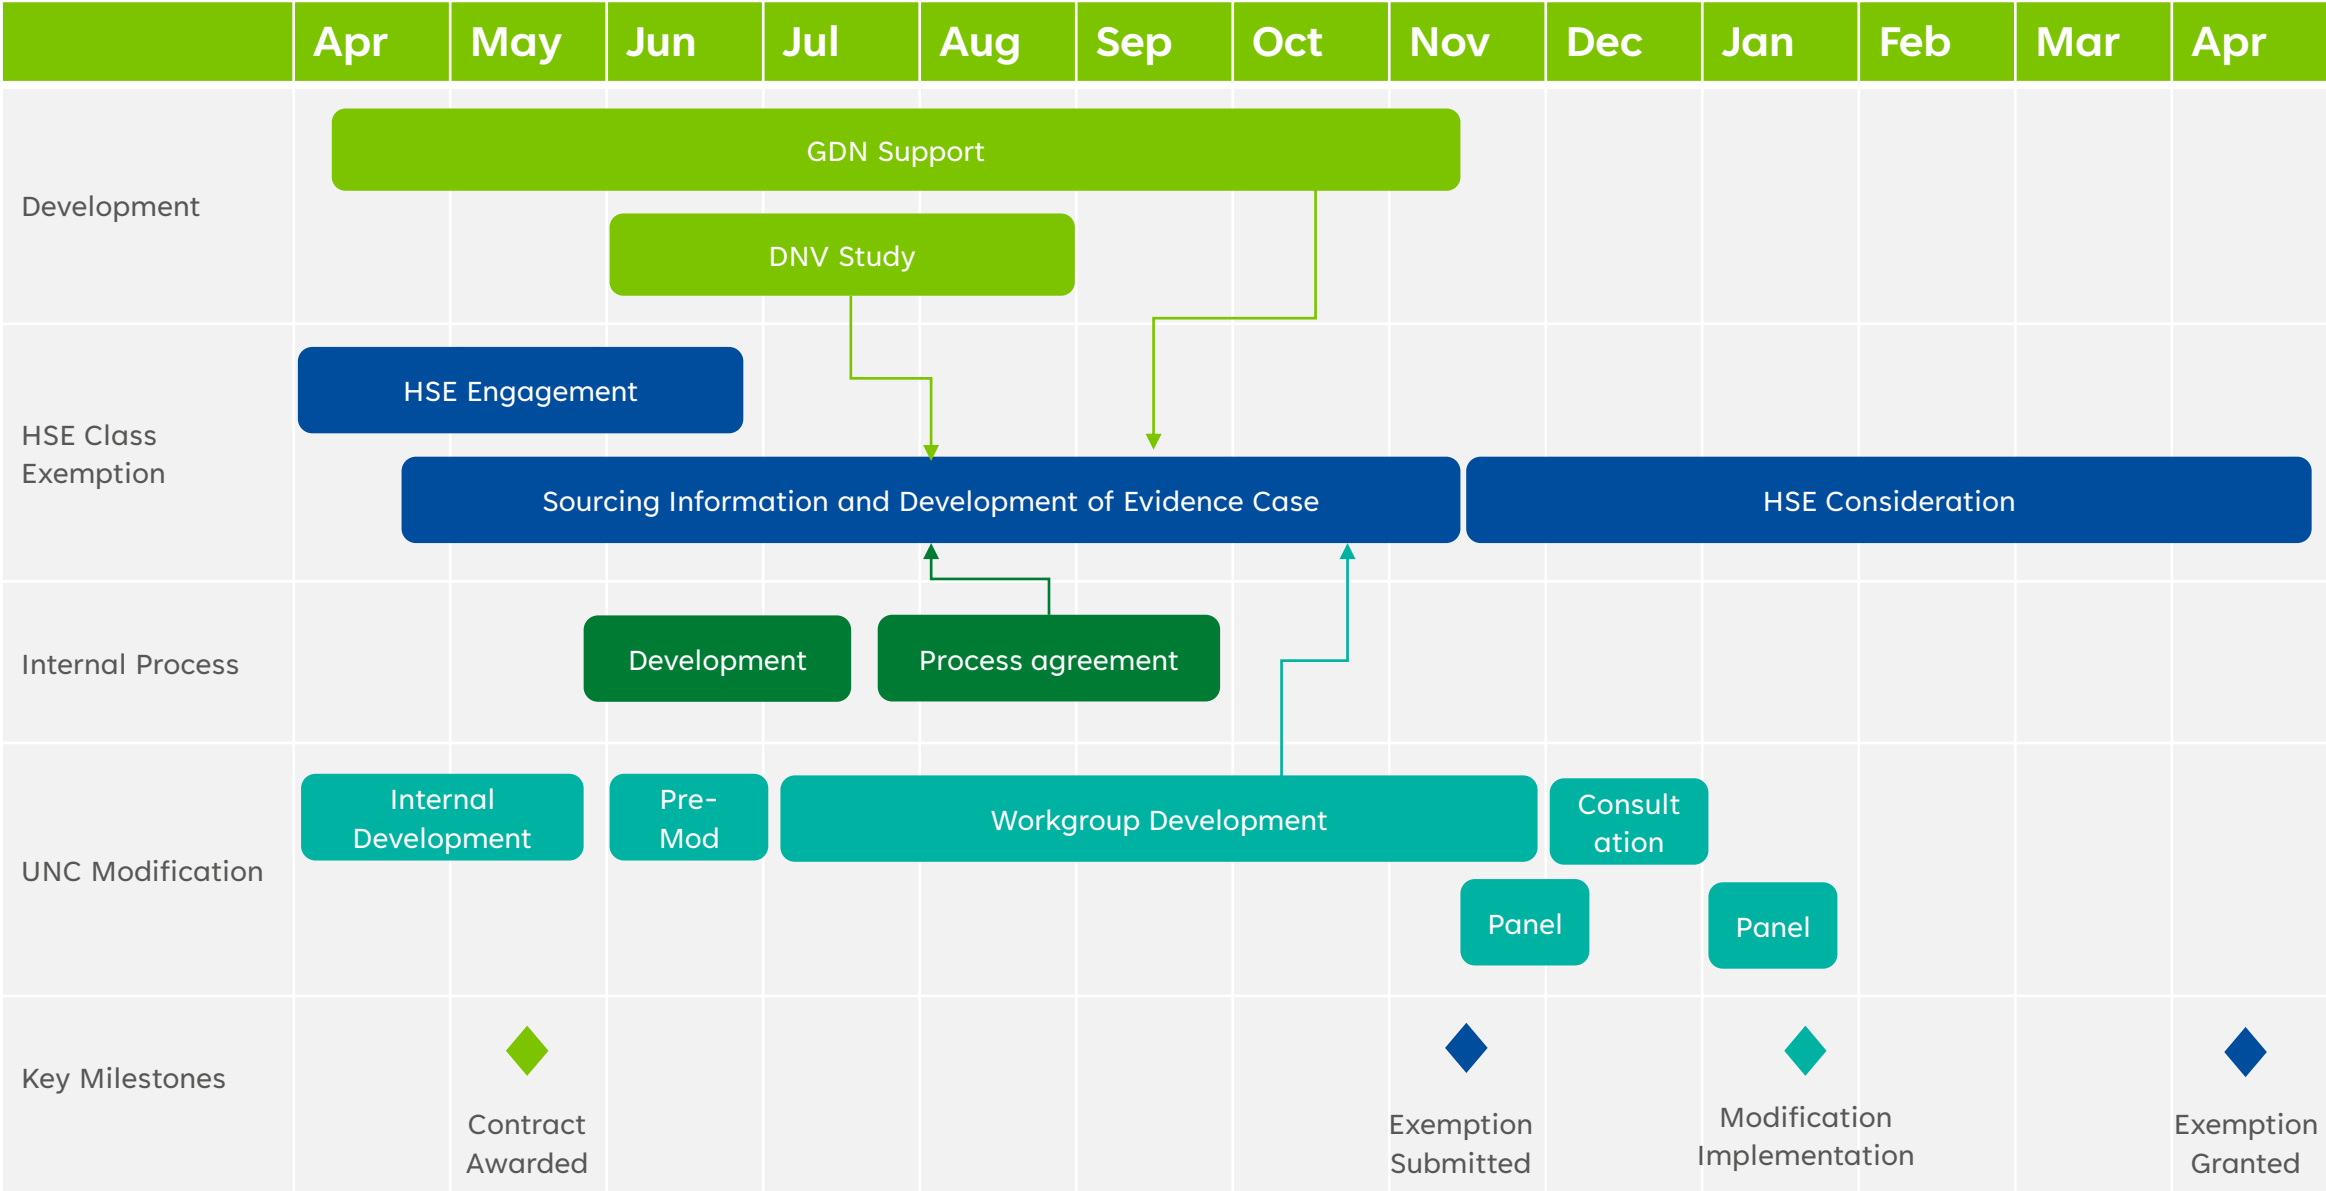 Apr May Jun Jul Aug Sep Oct Nov Dec Jan Feb Mar Apr
Development
GDN Support
DNV Study
HSE Class
Exemption
HSE Engagement
Sourcing Information and Development of Evidence Case
HSE Consideration
Internal Process
Development
Process agreement
UNC Modification
Internal
Development
Pre-
Mod
Workgroup Development
Consult
ation
Panel
Panel
Key Milestones
Contract
Awarded
Exemption
Submitted
Modification
Implementation
Exemption
Granted